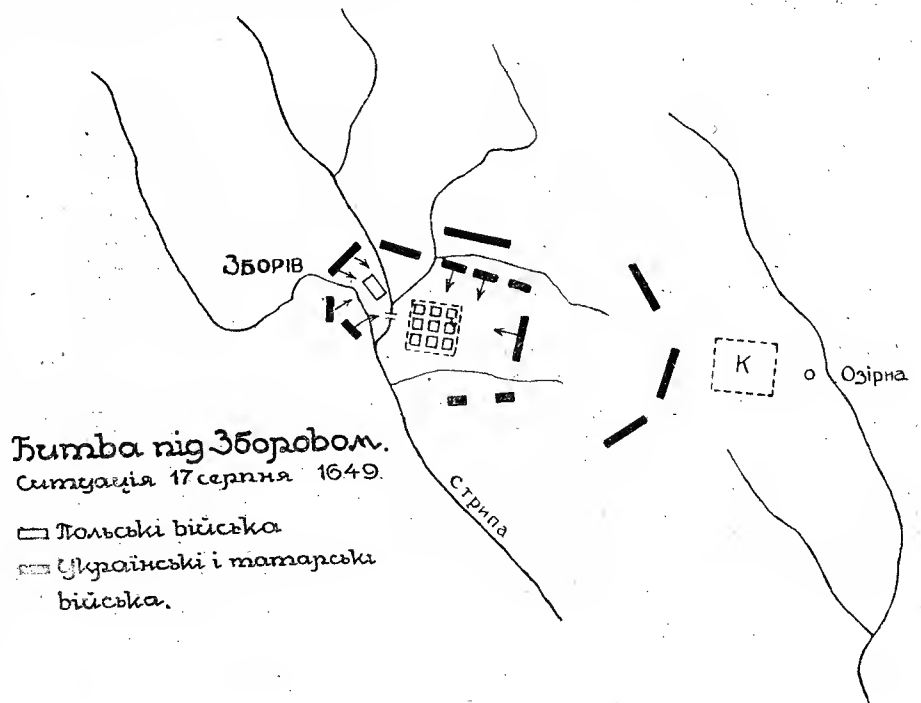 Зборів
К
Озірна
Стрипа
Битва під Зборовом.
Ситуація 17 серпня 1649.
Польські війська
Українські і татарські
війська.